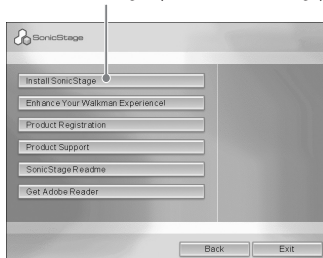 SonicStage
Install SonicStage
Enhance Your Walkman Experience!
Product Registration
Product Support
SonicStage Readme
Get Adobe Reader
Back
Exit